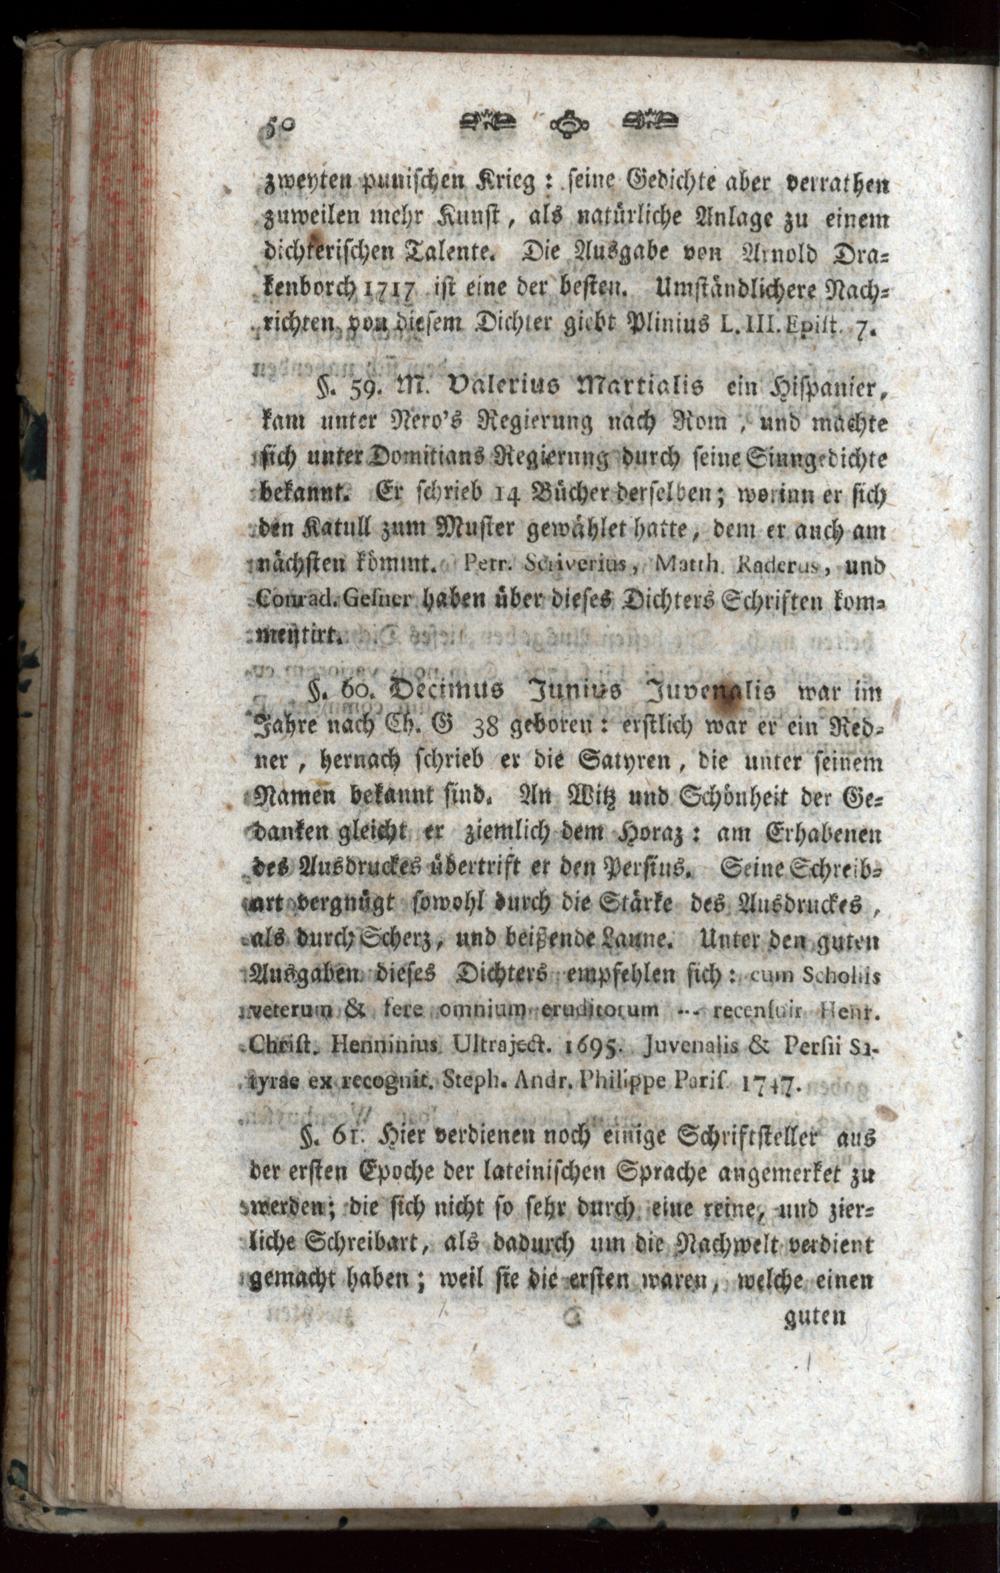 50
zweyten punischen Krieg: seine Gedichte aber verrathen
zuweilen mehr Kunst, als natürliche Anlage zu einem
dichterischen Talente. Die Ausgabe von Arnold Dra-
kenborch 1717 ist eine der besten. Umständlichere Nach-
richten von diesem Dichter giebt Plinius L. III. Epist. 7.
§. 59. M. Valerius Martialis ein Hispanier,
kam unter Nero's Regierung nach Rom, und machte
sich unter Domitians Regierung durch seine Sinngedichte
bekannt. Er schrieb 14 Bücher derselben; worinn er sich
den Katull zum Muster gewählet hatte, dem er auch am
nächsten kömmt. Petr. Scriverius, Matth. Raderus, und
Conrad. Gesner haben über dieses Dichters Schriften kom-
mentirt.
§. 60. Decimus Junius Juvenalis war im
Jahre nach Ch. G 38 geboren: erstlich war er ein Red-
ner, hernach schrieb er die Satyren, die unter seinem
Namen bekannt sind. An Witz und Schönheit der Ge-
danken gleicht er ziemlich dem Horaz: am Erhabenen
des Ausdruckes übertrift er den Persius. Seine Schreib-
art vergnügt sowohl durch die Stärke des Ausdruckes,
als durch Scherz, und beißende Laune. Unter den guten
Ausgaben dieses Dichters empfehlen sich: cum Scholiis
veterum & fere omnium eruditorum --- recensuit Henr.
Christ. Henninius Ultraject. 1695. Juvenalis & Persii Sa-
tyrae ex recognit. Steph. Andr. Philippe Paris. 1747.
§. 61. Hier verdienen noch einige Schriftsteller aus
der ersten Epoche der lateinischen Sprache angemerket zu
werden; die sich nicht so sehr durch eine reine, und zier-
liche Schreibart, als dadurch um die Nachwelt verdient
gemacht haben; weil sie die ersten waren, welche einen
guten